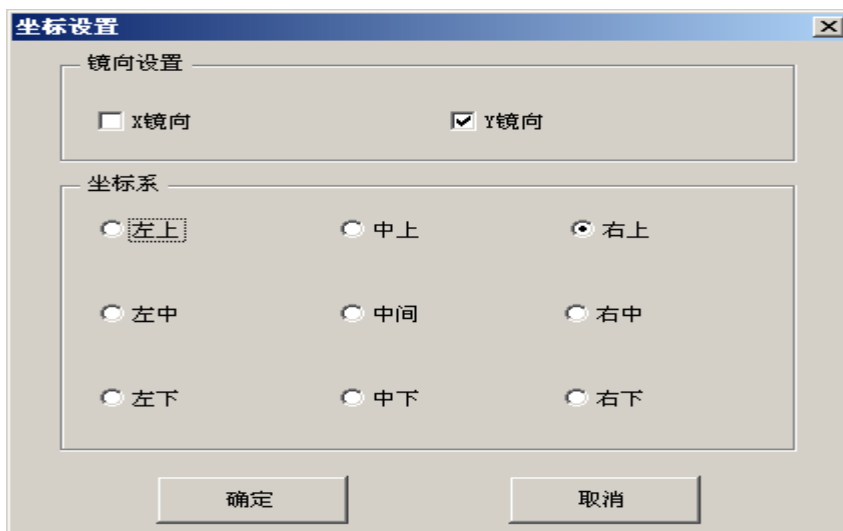 坐标设置
镜向设置
X镜向 Y镜向
坐标系
左上 中上 右上
左中 中间 右中
左下 中下 右下
确定 取消